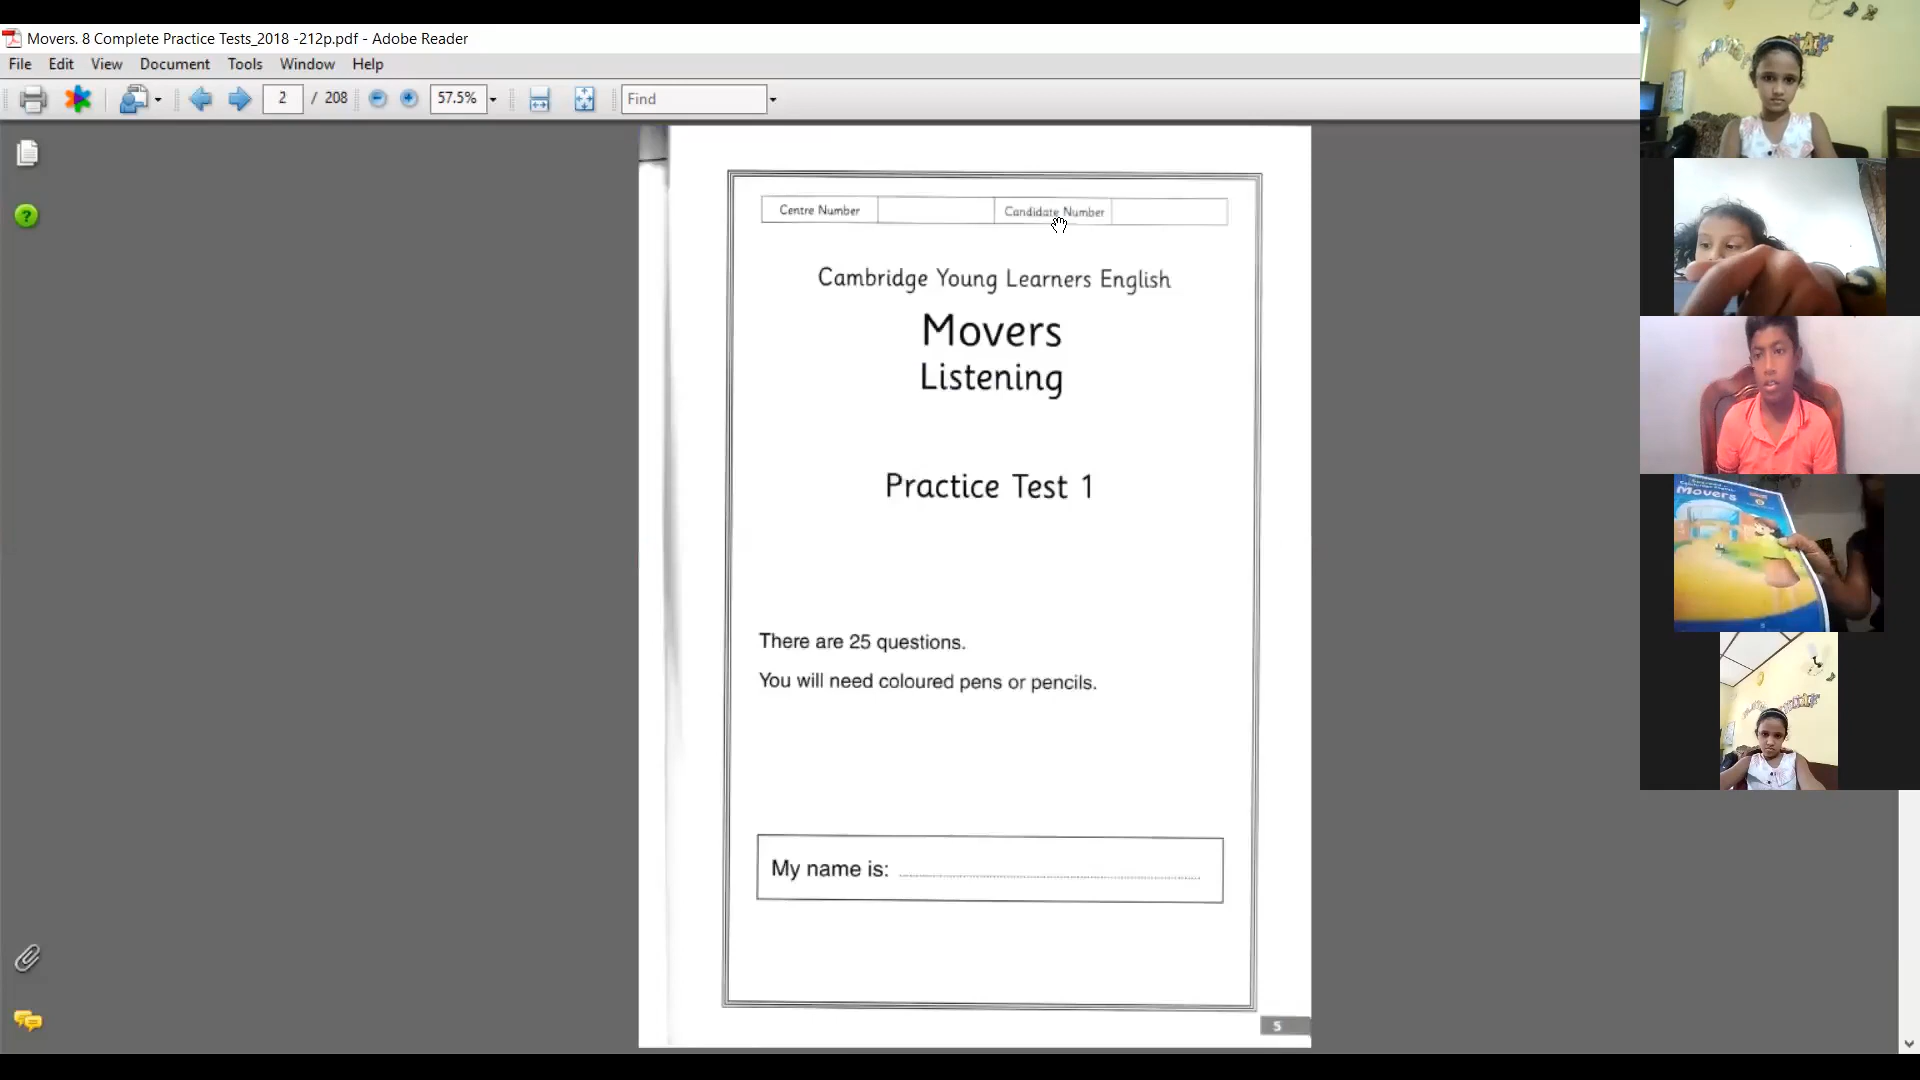 Movers. 8 Complete Practice Tests_2018 -212p.pdf - Adobe Reader
File Edit View Document Tools Window Help
2 / 208 57.5% Find
Centre Number Candidate Number
Cambridge Young Learners English
Movers
Listening
Practice Test 1
There are 25 questions.
You will need coloured pens or pencils.
My name is:
5
Movers